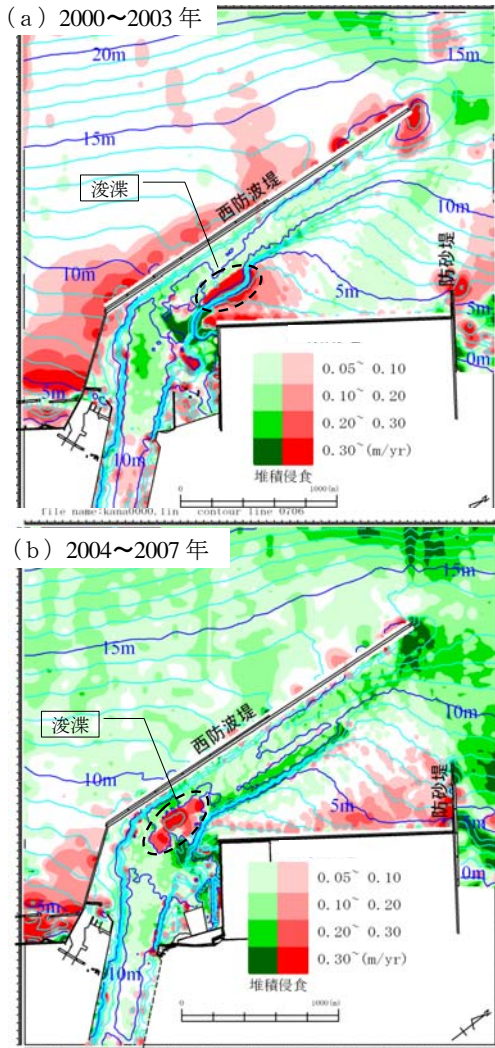 (a) 2000～2003 年
20m
15m
15m
浚渫
西防波堤
10m
10m
5m
防砂堤
5m
0m
5m
10m
0.05~ 0.10
0.10~ 0.20
0.20~ 0.30
0.30~(m/yr)
堆積侵食
0 1000(m)
file name:kana0000.lin contour line 0706
(b) 2004～2007 年
15m
15m
浚渫
西防波堤
10m
10m
5m
防砂堤
5m
0m
5m
10m
0.05~ 0.10
0.10~ 0.20
0.20~ 0.30
0.30~(m/yr)
堆積侵食
0 1000(m)